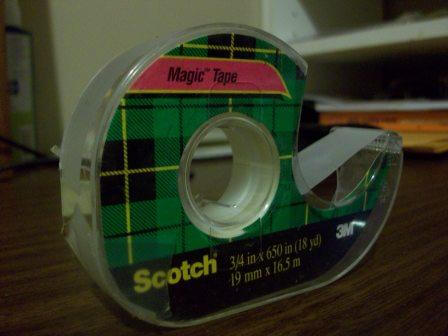 Magic™ Tape
Scotch®
3/4 in x 650 in (18 yd)
19 mm x 16.5 m
3M